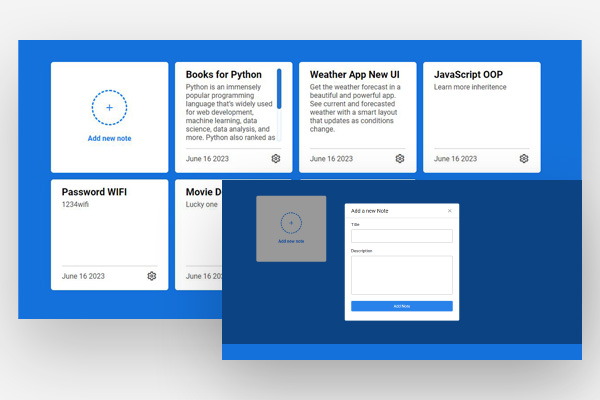 Add new note
Books for Python
Python is an immensely
popular programming
language that's widely used
for web development,
machine learning, data
science, data analysis, and
more. Python also ranked as
June 16 2023
Weather App New UI
Get the weather forecast in a
beautiful and powerful app.
See current and forecasted
weather with a smart layout
that updates as conditions
change.
June 16 2023
JavaScript OOP
Learn more inheritence
June 16 2023
Password WIFI
1234wifi
June 16 2023
Movie D
Lucky one
June 16 202
Add new note
Add a new Note
Title
Description
Add Note